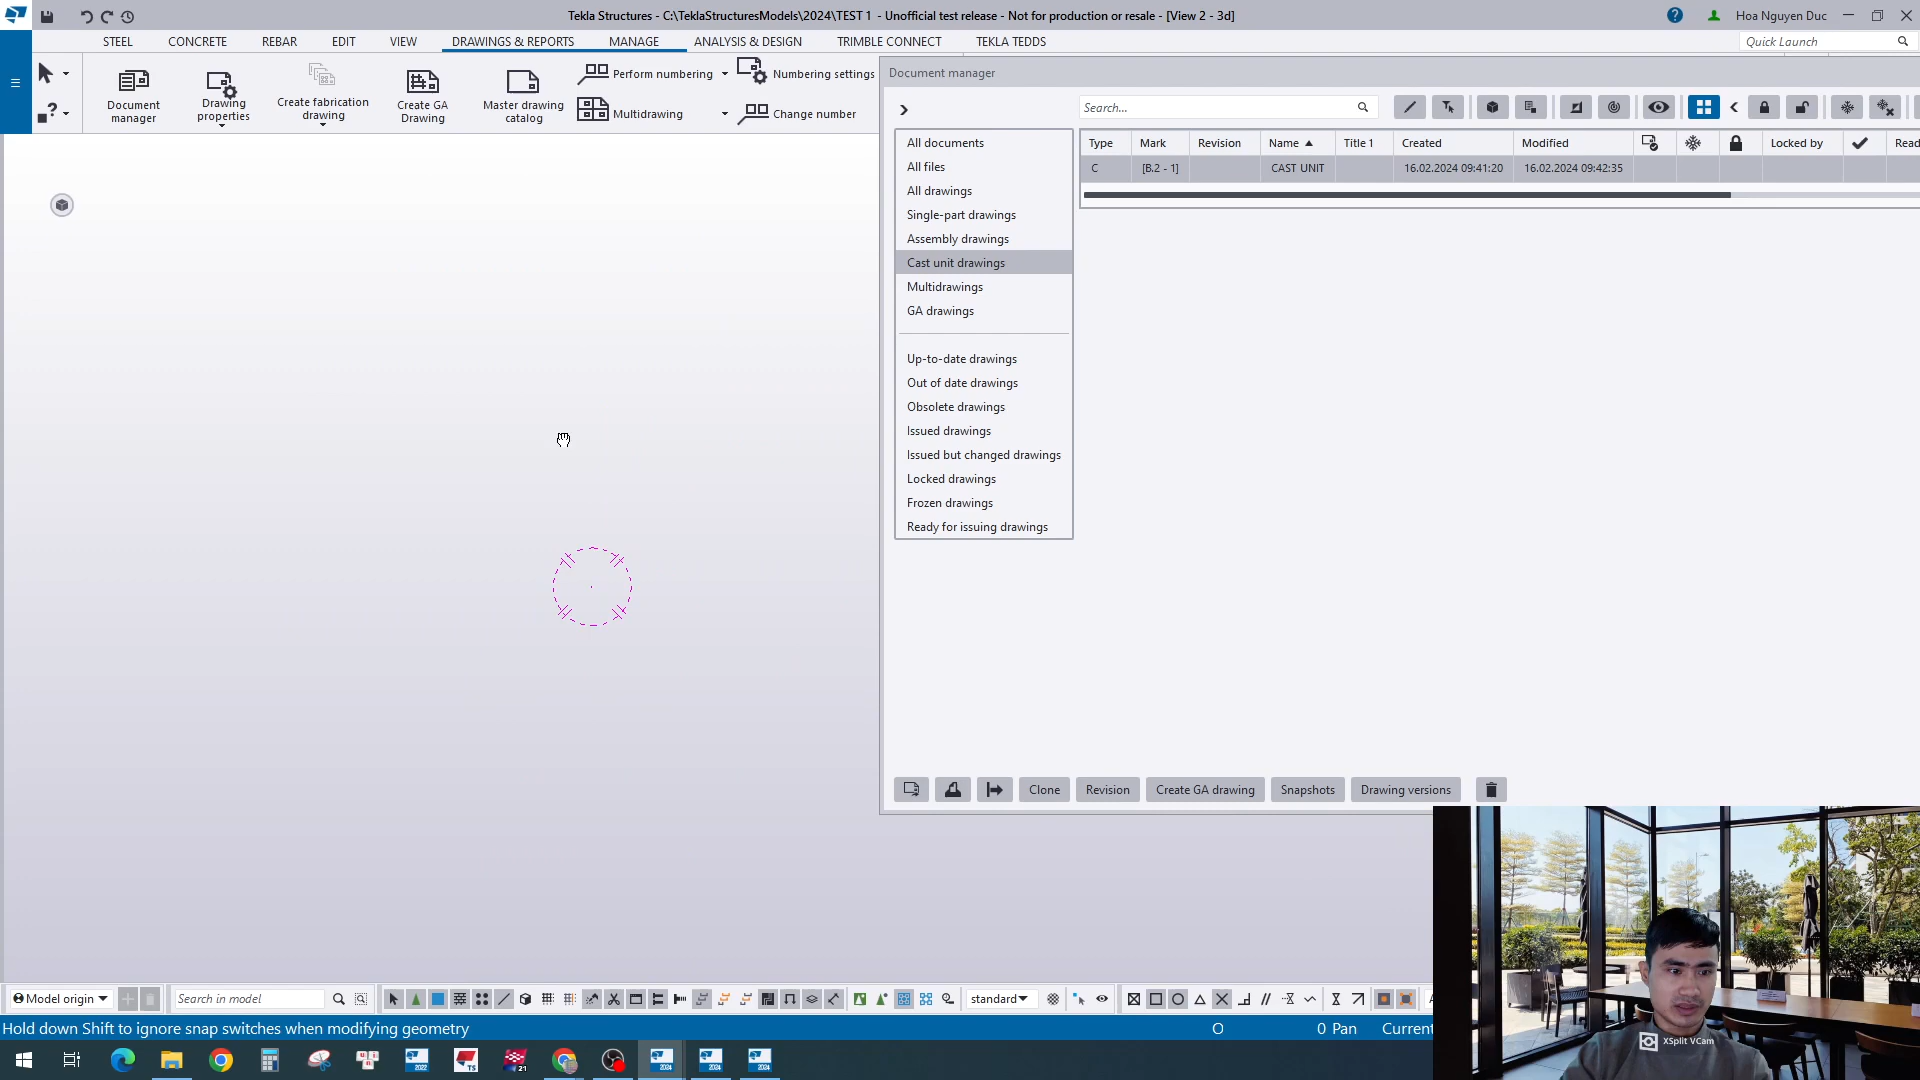 Tekla Structures - C:\TeklaStructuresModels\2024\TEST 1 - Unofficial test release - Not for production or resale - [View 2 - 3d]
Hoa Nguyen Duc
STEEL
CONCRETE
REBAR
EDIT
VIEW
DRAWINGS & REPORTS
MANAGE
ANALYSIS & DESIGN
TRIMBLE CONNECT
TEKLA TEDDS
Quick Launch
Document
manager
Drawing
properties
Create fabrication
drawing
Create GA
Drawing
Master drawing
catalog
Perform numbering
Multidrawing
Numbering settings
Change number
Document manager
Search...
All documents
All files
All drawings
Single-part drawings
Assembly drawings
Cast unit drawings
Multidrawings
GA drawings
Up-to-date drawings
Out of date drawings
Obsolete drawings
Issued drawings
Issued but changed drawings
Locked drawings
Frozen drawings
Ready for issuing drawings
Type Mark Revision Name Title 1 Created Modified Locked by Read
C [B.2 - 1] CAST UNIT 16.02.2024 09:41:20 16.02.2024 09:42:35
Clone
Revision
Create GA drawing
Snapshots
Drawing versions
Model origin
Search in model
standard
Hold down Shift to ignore snap switches when modifying geometry
O
0 Pan
Current
XSplit VCam
2022
TS
21
2024
2024
2024